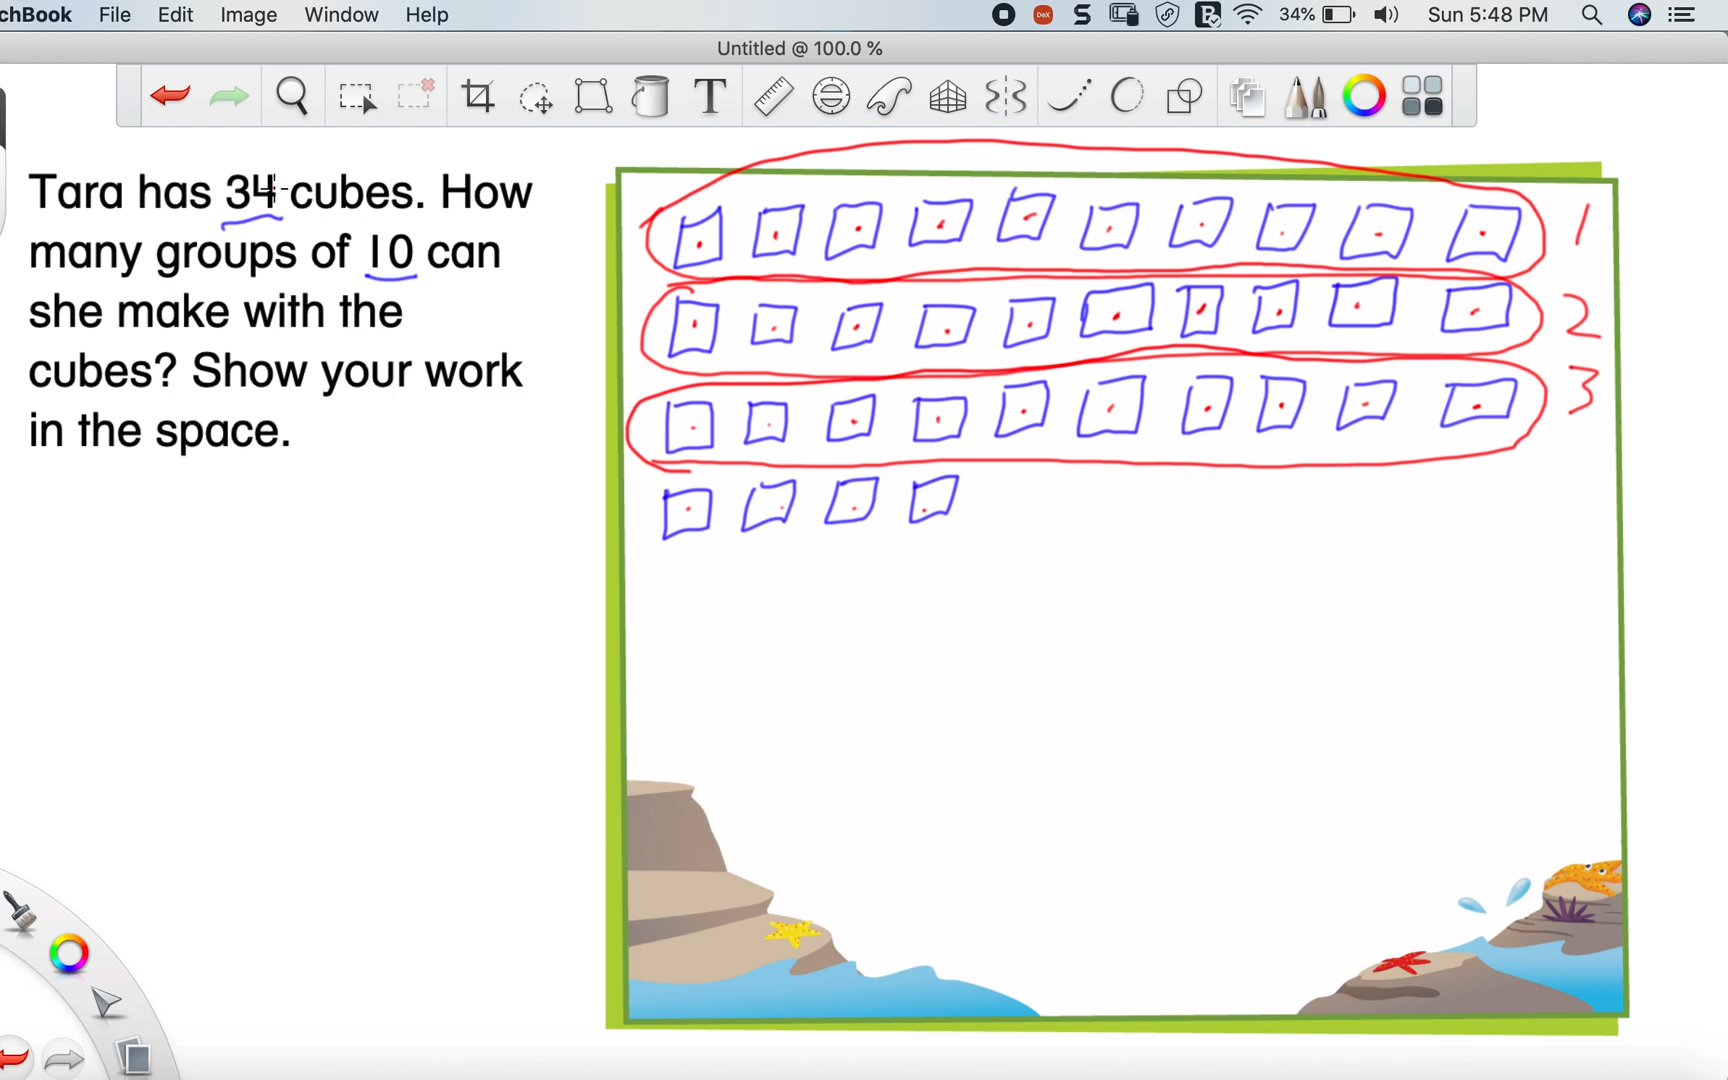 chBook File Edit Image Window Help 34% Sun 5:48 PM
Untitled @ 100.0 %
Tara has 34 cubes. How
many groups of 10 can
she make with the
cubes? Show your work
in the space.
1
2
3